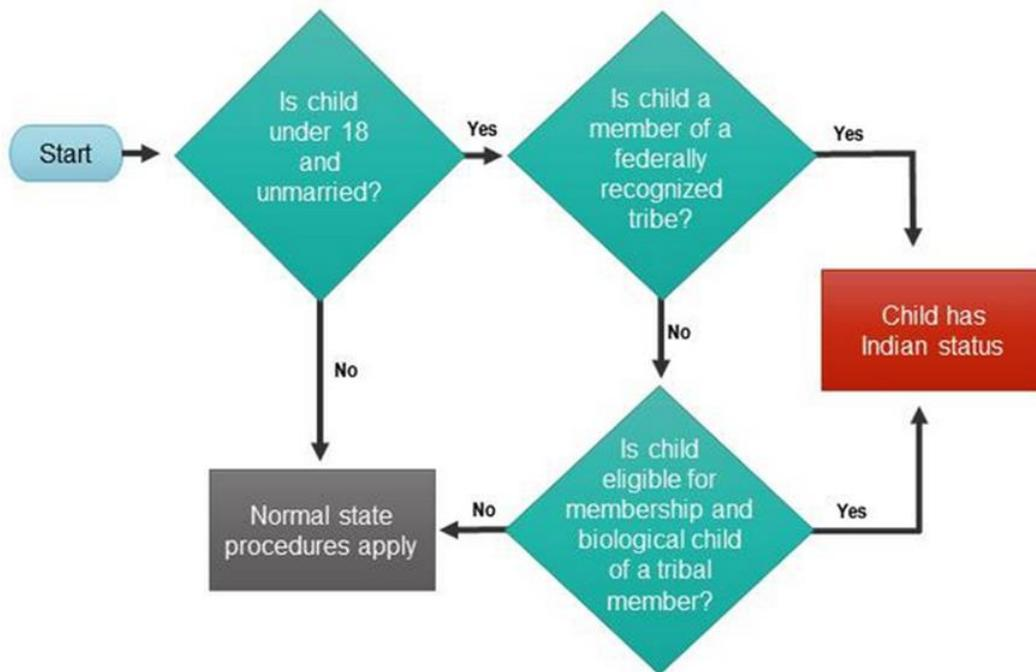 Start
Is child
under 18
and
unmarried?
Yes
Is child a
member of a
federally
recognized
tribe?
Yes
No
No
Child has
Indian status
Normal state
procedures apply
No
Is child
eligible for
membership and
biological child
of a tribal
member?
Yes